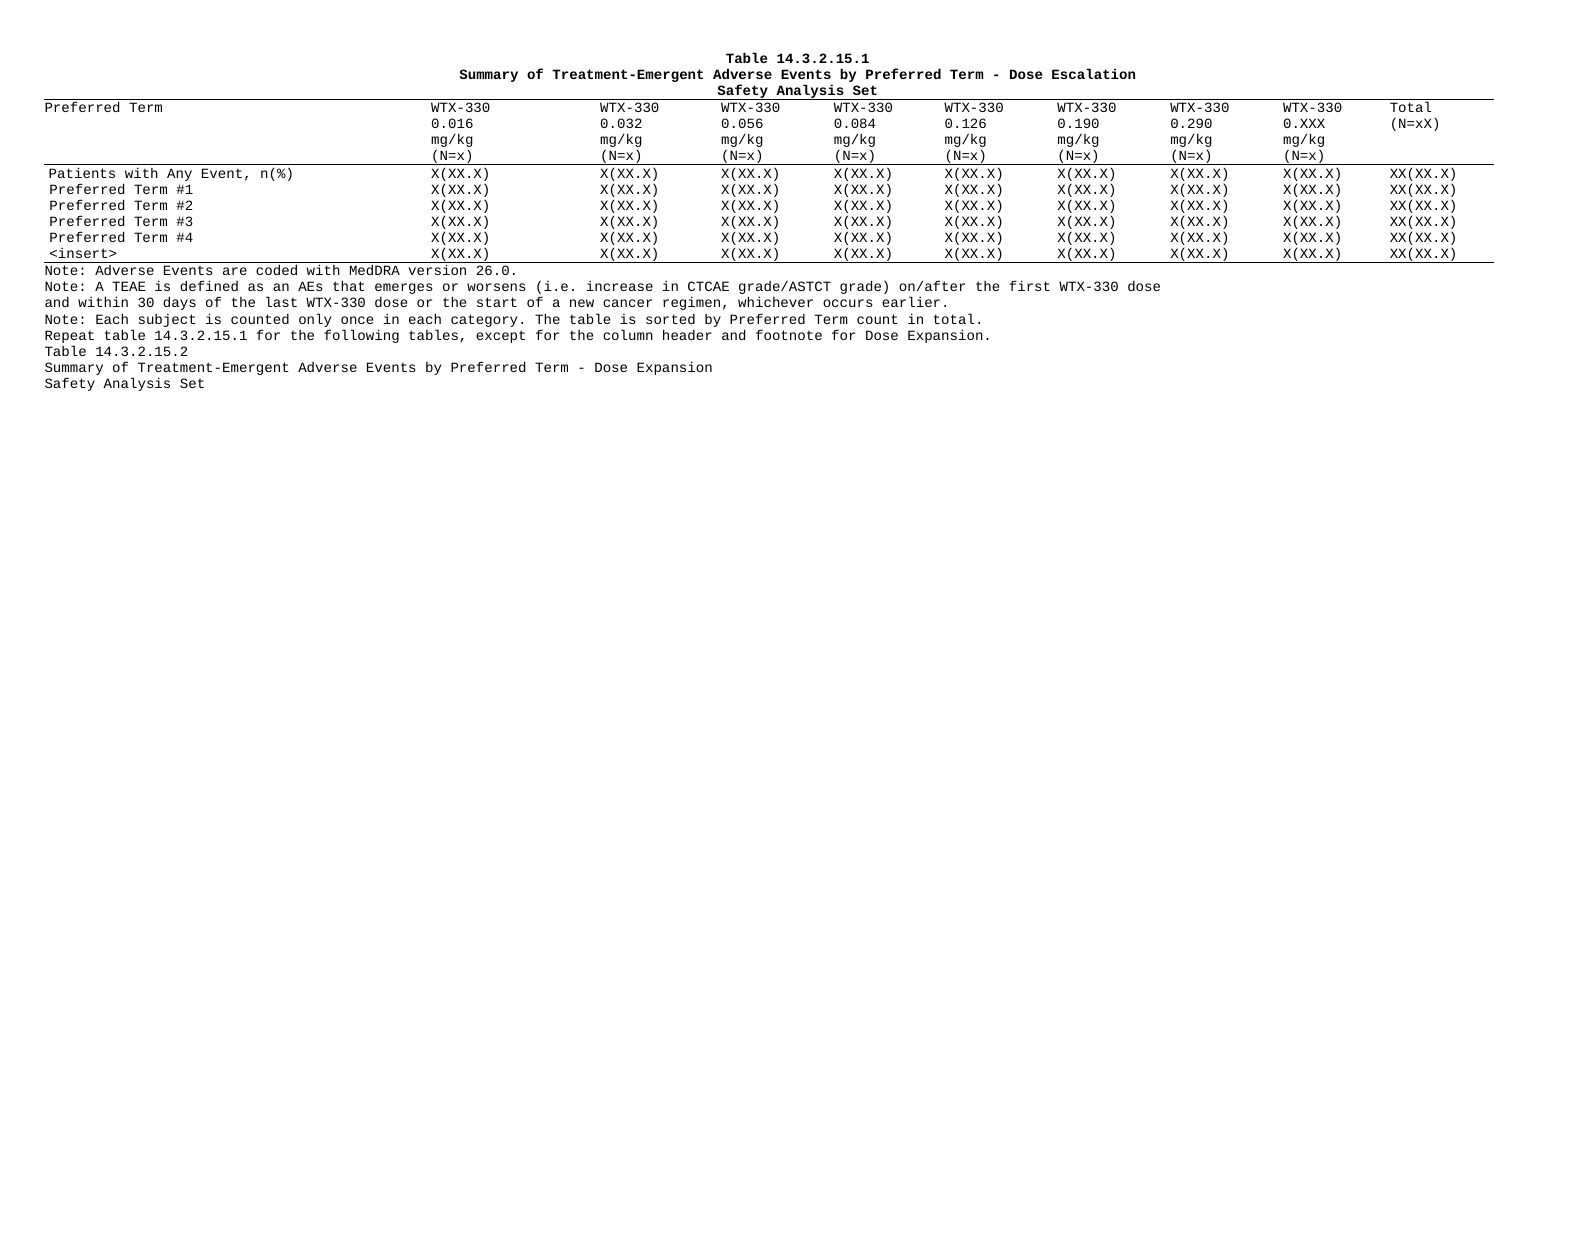 Table 14.3.2.15.1
Summary of Treatment-Emergent Adverse Events by Preferred Term - Dose Escalation
Safety Analysis Set
Preferred Term WTX-330 WTX-330 WTX-330 WTX-330 WTX-330 WTX-330 WTX-330 WTX-330 Total
0.016 0.032 0.056 0.084 0.126 0.190 0.290 0.XXX (N=xX)
mg/kg mg/kg mg/kg mg/kg mg/kg mg/kg mg/kg mg/kg
(N=x) (N=x) (N=x) (N=x) (N=x) (N=x) (N=x) (N=x)
Patients with Any Event, n(%) X(XX.X) X(XX.X) X(XX.X) X(XX.X) X(XX.X) X(XX.X) X(XX.X) X(XX.X) XX(XX.X)
Preferred Term #1 X(XX.X) X(XX.X) X(XX.X) X(XX.X) X(XX.X) X(XX.X) X(XX.X) X(XX.X) XX(XX.X)
Preferred Term #2 X(XX.X) X(XX.X) X(XX.X) X(XX.X) X(XX.X) X(XX.X) X(XX.X) X(XX.X) XX(XX.X)
Preferred Term #3 X(XX.X) X(XX.X) X(XX.X) X(XX.X) X(XX.X) X(XX.X) X(XX.X) X(XX.X) XX(XX.X)
Preferred Term #4 X(XX.X) X(XX.X) X(XX.X) X(XX.X) X(XX.X) X(XX.X) X(XX.X) X(XX.X) XX(XX.X)
<insert> X(XX.X) X(XX.X) X(XX.X) X(XX.X) X(XX.X) X(XX.X) X(XX.X) X(XX.X) XX(XX.X)
Note: Adverse Events are coded with MedDRA version 26.0.
Note: A TEAE is defined as an AEs that emerges or worsens (i.e. increase in CTCAE grade/ASTCT grade) on/after the first WTX-330 dose
and within 30 days of the last WTX-330 dose or the start of a new cancer regimen, whichever occurs earlier.
Note: Each subject is counted only once in each category. The table is sorted by Preferred Term count in total.
Repeat table 14.3.2.15.1 for the following tables, except for the column header and footnote for Dose Expansion.
Table 14.3.2.15.2
Summary of Treatment-Emergent Adverse Events by Preferred Term - Dose Expansion
Safety Analysis Set